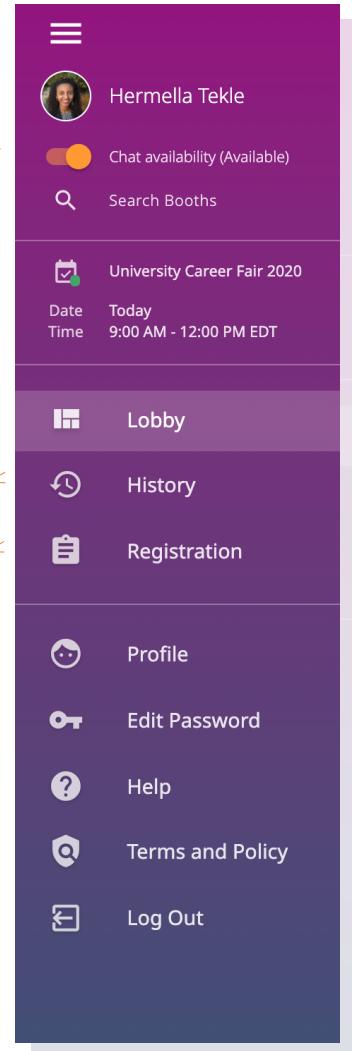 Hermella Tekle
Chat availability (Available)
Search Booths
University Career Fair 2020
Date Today
Time 9:00 AM - 12:00 PM EDT
Lobby
History
Registration
Profile
Edit Password
Help
Terms and Policy
Log Out